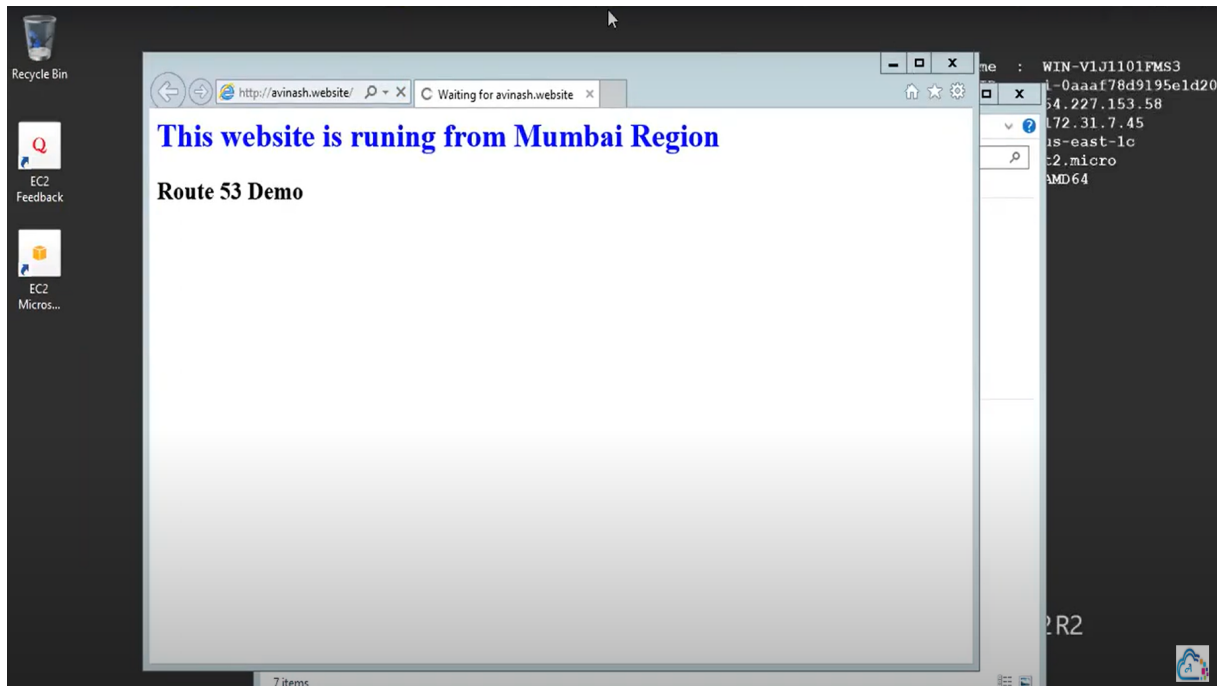 Recycle Bin
EC2
Feedback
EC2
Micros...
http://avinash.website/
Waiting for avinash.website
This website is runing from Mumbai Region
Route 53 Demo
me : WIN-V1J1101FMS3
i-0aaaf78d9195e1d20
54.227.153.58
172.31.7.45
us-east-1c
t2.micro
AMD64
2 R2
7 items